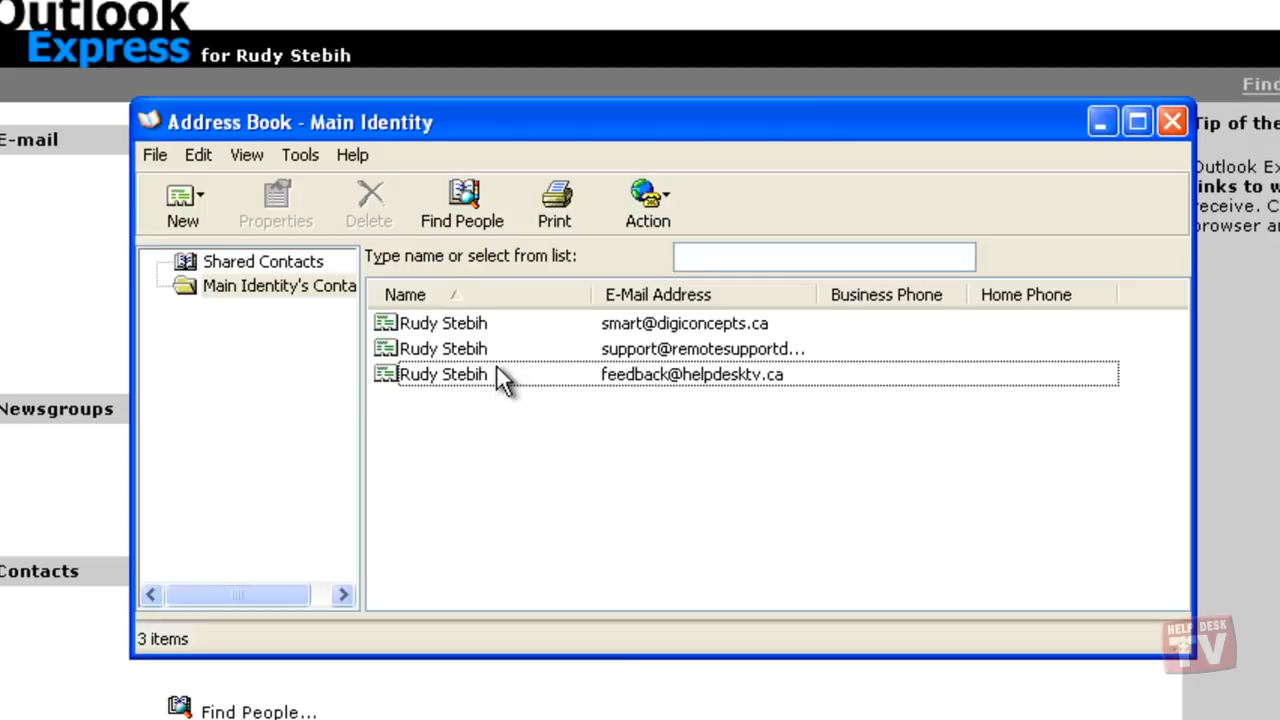 Outlook
Express for Rudy Stebih
Find
Address Book - Main Identity
Tip of the
E-mail
File Edit View Tools Help
Outlook Ex
links to w
receive. C
browser an
New Properties Delete Find People Print Action
Shared Contacts
Main Identity's Conta
Type name or select from list:
Name E-Mail Address Business Phone Home Phone
Rudy Stebih smart@digiconcepts.ca
Rudy Stebih support@remotesupportd...
Rudy Stebih feedback@helpdesktv.ca
Newsgroups
Contacts
3 items
HELP DESK
TV
Find People...